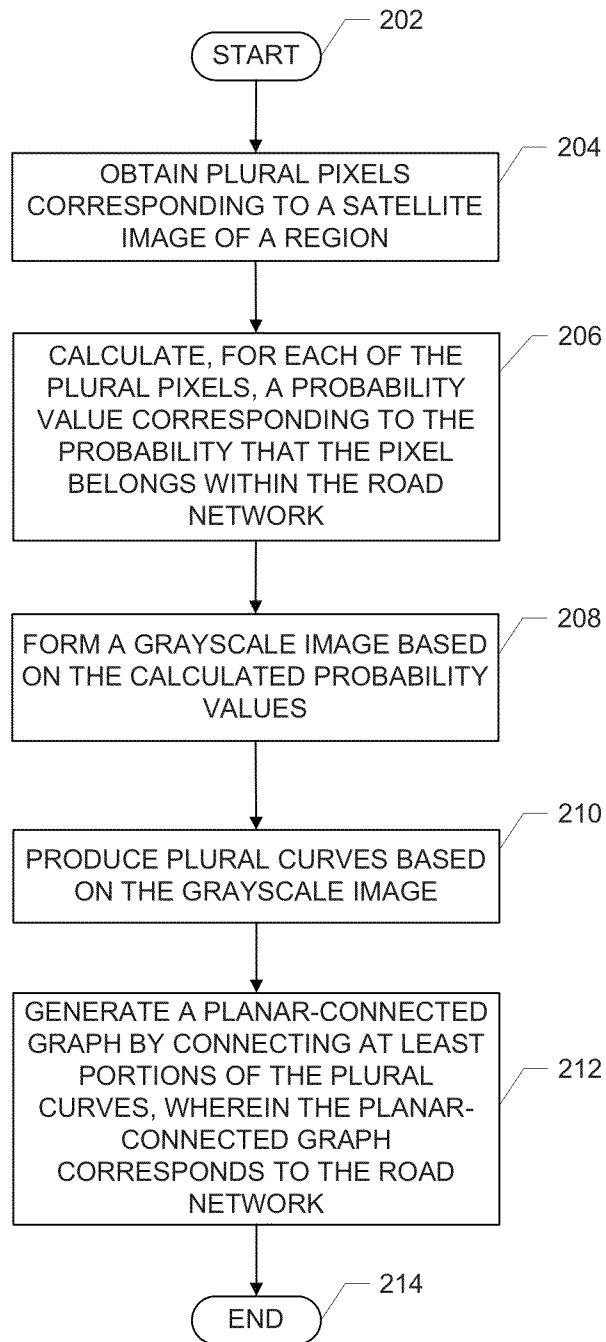 202
START
204
OBTAIN PLURAL PIXELS
CORRESPONDING TO A SATELLITE
IMAGE OF A REGION
206
CALCULATE, FOR EACH OF THE
PLURAL PIXELS, A PROBABILITY
VALUE CORRESPONDING TO THE
PROBABILITY THAT THE PIXEL
BELONGS WITHIN THE ROAD
NETWORK
208
FORM A GRAYSCALE IMAGE BASED
ON THE CALCULATED PROBABILITY
VALUES
210
PRODUCE PLURAL CURVES BASED
ON THE GRAYSCALE IMAGE
212
GENERATE A PLANAR-CONNECTED
GRAPH BY CONNECTING AT LEAST
PORTIONS OF THE PLURAL
CURVES, WHEREIN THE PLANAR-
CONNECTED GRAPH
CORRESPONDS TO THE ROAD
NETWORK
214
END